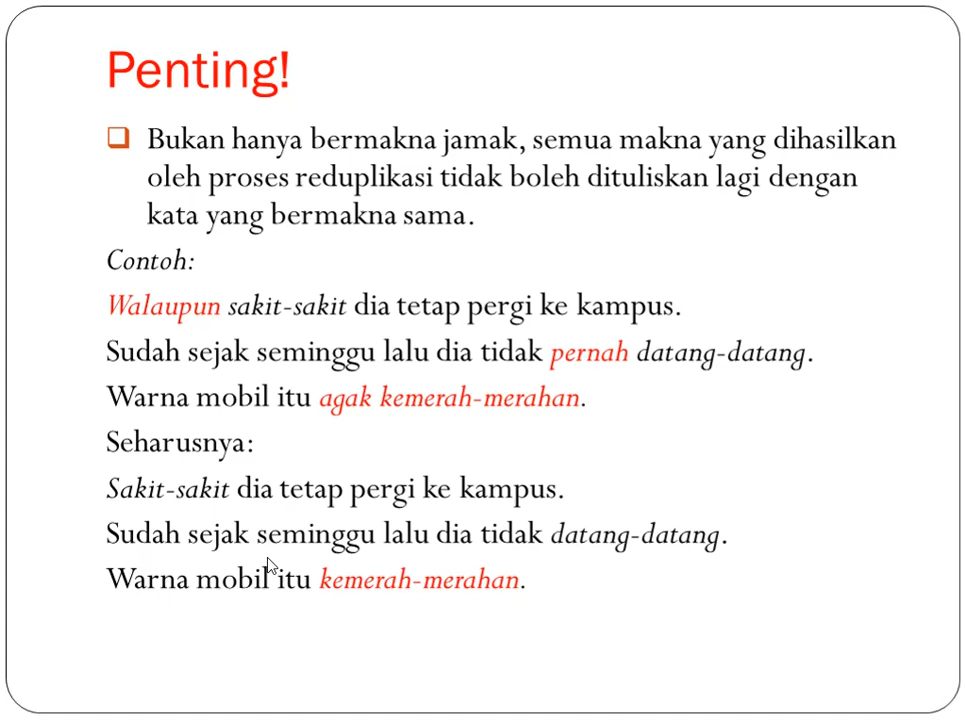 Penting!
Bukan hanya bermakna jamak, semua makna yang dihasilkan
oleh proses reduplikasi tidak boleh dituliskan lagi dengan
kata yang bermakna sama.
Contoh:
Walaupun sakit-sakit dia tetap pergi ke kampus.
Sudah sejak seminggu lalu dia tidak pernah datang-datang.
Warna mobil itu agak kemerah-merahan.
Seharusnya:
Sakit-sakit dia tetap pergi ke kampus.
Sudah sejak seminggu lalu dia tidak datang-datang.
Warna mobil itu kemerah-merahan.